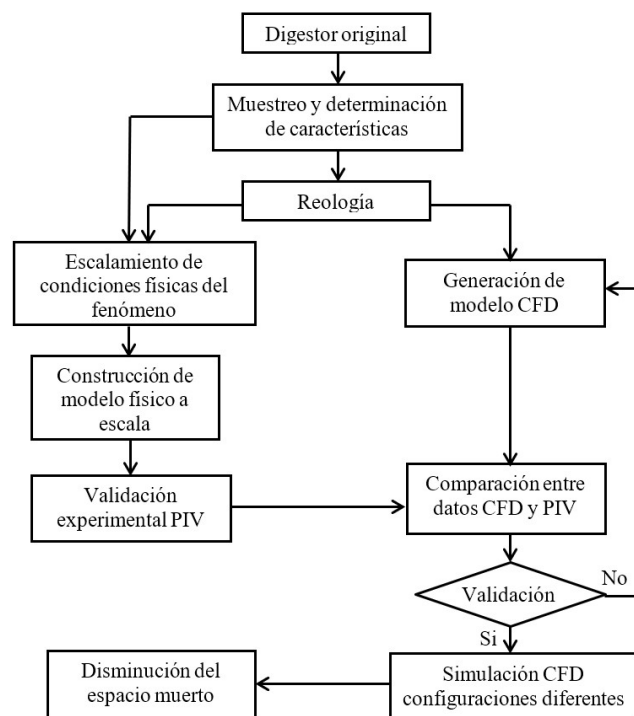 Digestor original
Muestreo y determinación
de características
Reología
Escalamiento de
condiciones físicas del
fenómeno
Generación de
modelo CFD
Construcción de
modelo físico a
escala
Validación
experimental PIV
Comparación entre
datos CFD y PIV
Validación
No
Si
Disminución del
espacio muerto
Simulación CFD
configuraciones diferentes